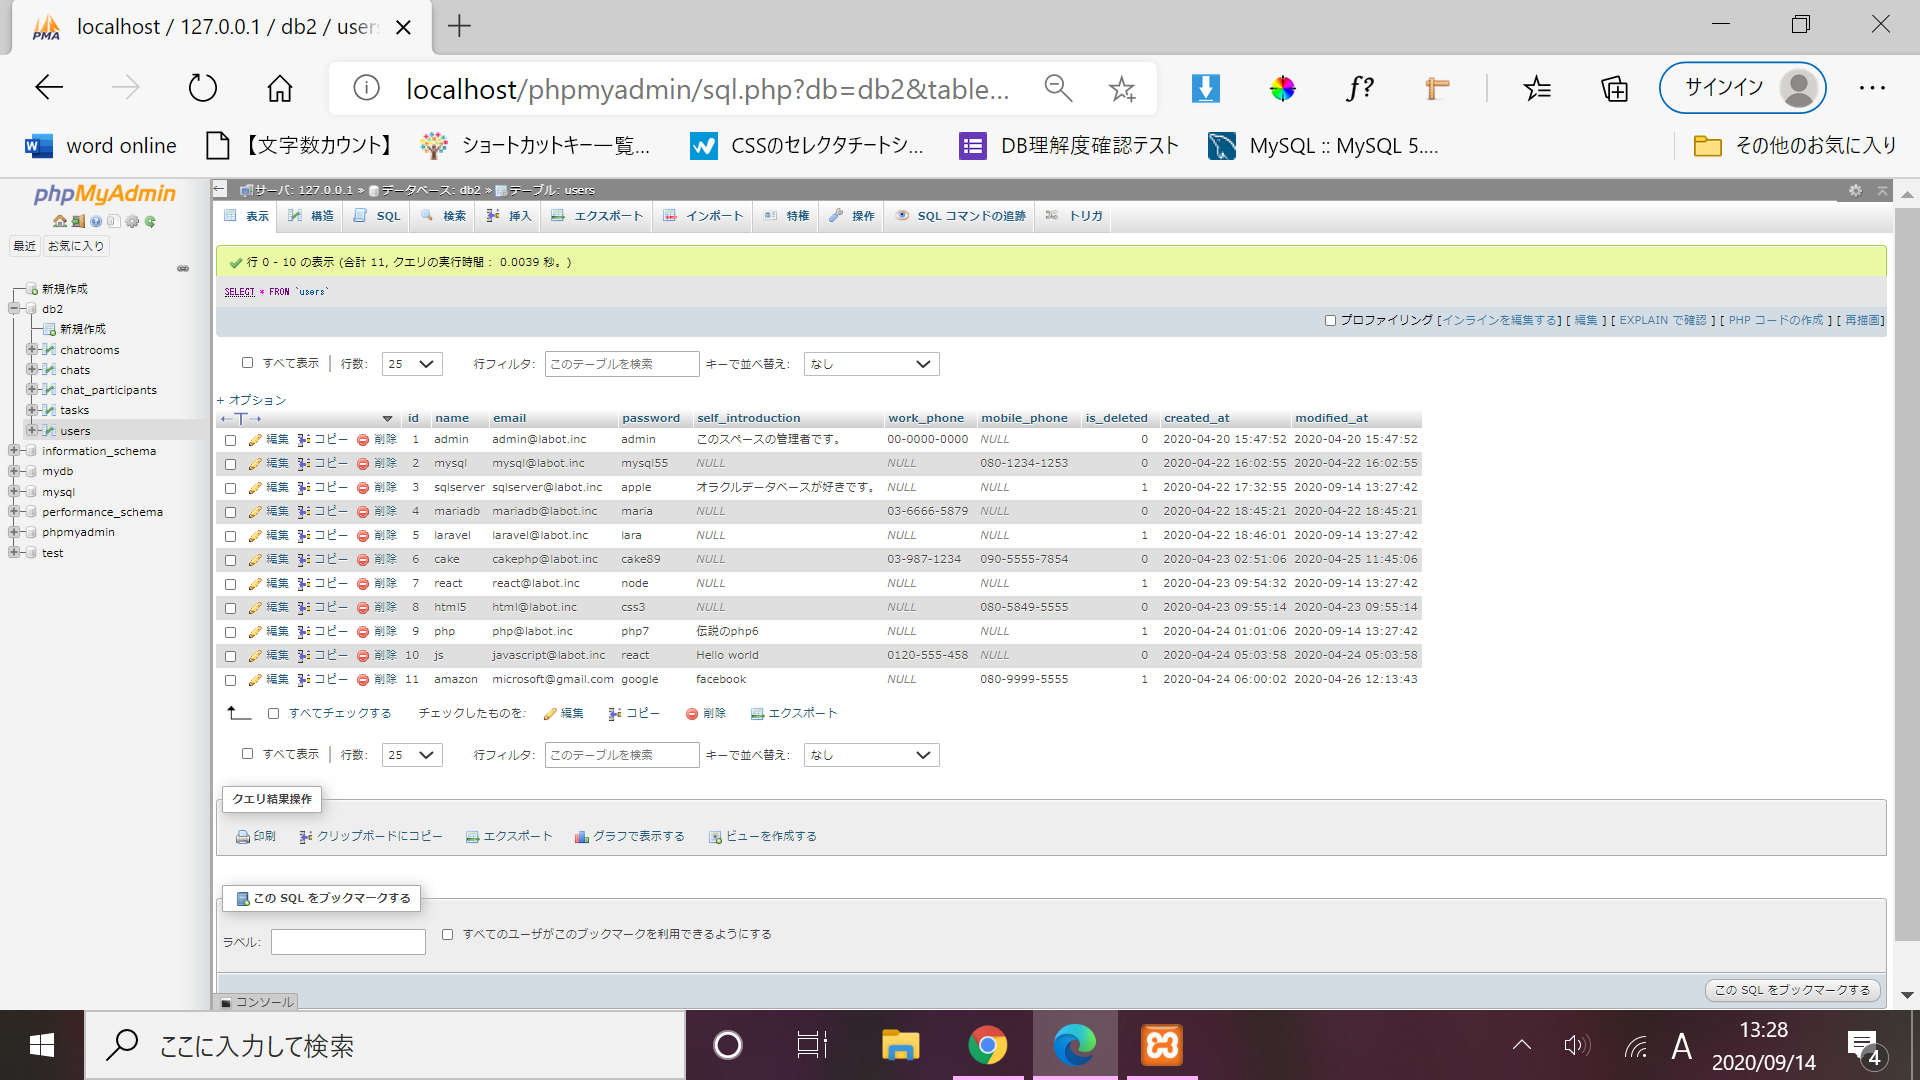 localhost / 127.0.0.1 / db2 / users
localhost/phpmyadmin/sql.php?db=db2&table...
サインイン
word online
【文字数カウント】
ショートカットキー一覧...
CSSのセレクタチートシ...
DB理解度確認テスト
MySQL :: MySQL 5....
その他のお気に入り
phpMyAdmin
最近 お気に入り
新規作成
db2
新規作成
chatrooms
chats
chat_participants
tasks
users
information_schema
mydb
mysql
performance_schema
phpmyadmin
test
サーバ: 127.0.0.1 » データベース: db2 » テーブル: users
表示 構造 SQL 検索 挿入 エクスポート インポート 特権 操作 SQL コマンドの追跡 トリガ
行 0 - 10 の表示 (合計 11, クエリの実行時間： 0.0039 秒。)
SELECT * FROM `users`
プロファイリング [インラインを編集する] [ 編集 ] [ EXPLAIN で確認 ] [ PHP コードの作成 ] [ 再描画]
すべて表示 行数: 25 行フィルタ: このテーブルを検索 キーで並べ替え: なし
+ オプション
←T→ id name email password self_introduction work_phone mobile_phone is_deleted created_at modified_at
編集 コピー 削除 1 admin admin@labot.inc admin このスペースの管理者です。 00-0000-0000 NULL 0 2020-04-20 15:47:52 2020-04-20 15:47:52
編集 コピー 削除 2 mysql mysql@labot.inc mysql55 NULL NULL 080-1234-1253 0 2020-04-22 16:02:55 2020-04-22 16:02:55
編集 コピー 削除 3 sqlserver sqlserver@labot.inc apple オラクルデータベースが好きです。 NULL NULL 1 2020-04-22 17:32:55 2020-09-14 13:27:42
編集 コピー 削除 4 mariadb mariadb@labot.inc maria NULL 03-6666-5879 NULL 0 2020-04-22 18:45:21 2020-04-22 18:45:21
編集 コピー 削除 5 laravel laravel@labot.inc lara NULL NULL NULL 1 2020-04-22 18:46:01 2020-09-14 13:27:42
編集 コピー 削除 6 cake cakephp@labot.inc cake89 NULL 03-987-1234 090-5555-7854 0 2020-04-23 02:51:06 2020-04-25 11:45:06
編集 コピー 削除 7 react react@labot.inc node NULL NULL NULL 1 2020-04-23 09:54:32 2020-09-14 13:27:42
編集 コピー 削除 8 html5 html@labot.inc css3 NULL NULL 080-5849-5555 0 2020-04-23 09:55:14 2020-04-23 09:55:14
編集 コピー 削除 9 php php@labot.inc php7 伝説のphp6 NULL NULL 1 2020-04-24 01:01:06 2020-09-14 13:27:42
編集 コピー 削除 10 js javascript@labot.inc react Hello world 0120-555-458 NULL 0 2020-04-24 05:03:58 2020-04-24 05:03:58
編集 コピー 削除 11 amazon microsoft@gmail.com google facebook NULL 080-9999-5555 1 2020-04-24 06:00:02 2020-04-26 12:13:43
すべてチェックする チェックしたものを: 編集 コピー 削除 エクスポート
すべて表示 行数: 25 行フィルタ: このテーブルを検索 キーで並べ替え: なし
クエリ結果操作
印刷 クリップボードにコピー エクスポート グラフで表示する ビューを作成する
この SQL をブックマークする
ラベル: すべてのユーザがこのブックマークを利用できるようにする
この SQL をブックマークする
コンソール
ここに入力して検索
A
13:28
2020/09/14
4